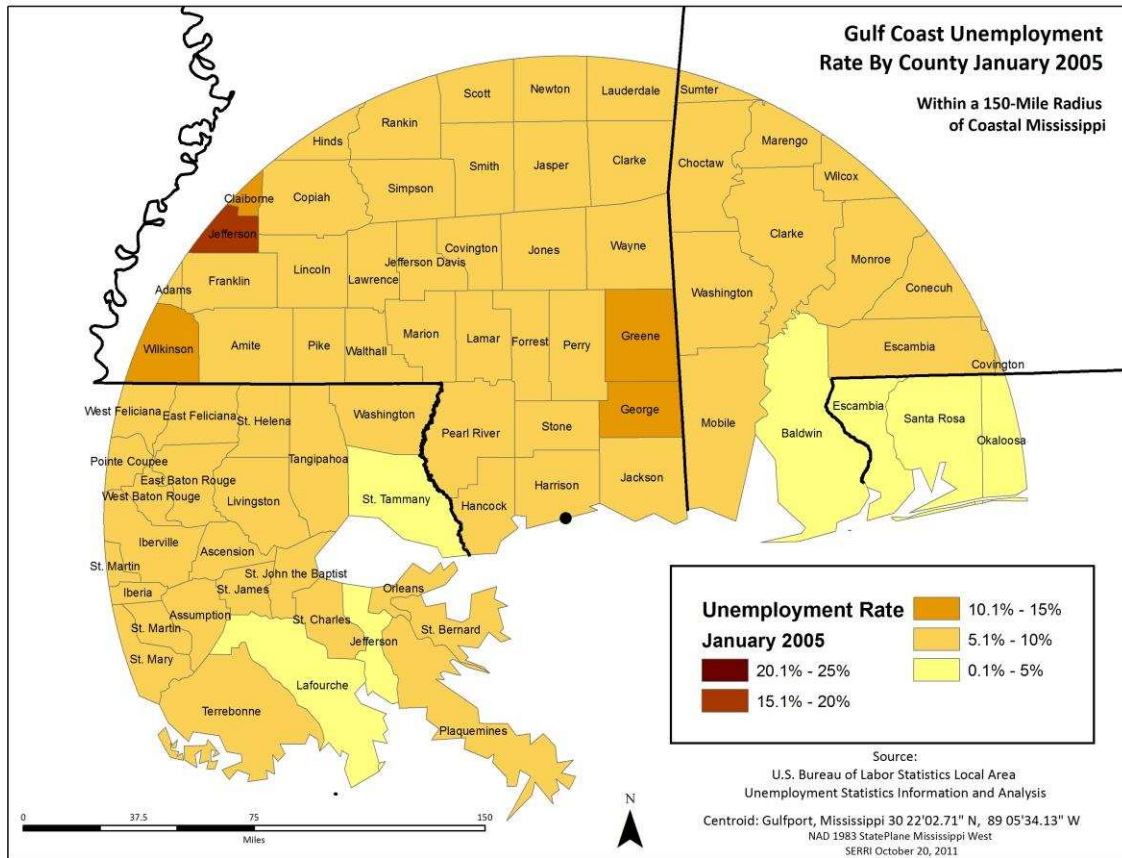 Gulf Coast Unemployment
Rate By County January 2005
Within a 150-Mile Radius
of Coastal Mississippi
Scott
Newton
Lauderdale
Sumter
Rankin
Hinds
Marengo
Smith
Jasper
Clarke
Choctaw
Wilcox
Claiborne
Copiah
Simpson
Jefferson
Clarke
Covington
Jones
Wayne
Monroe
Lincoln
Jefferson Davis
Franklin
Lawrence
Adams
Washington
Conecuh
Marion
Lamar
Forrest
Perry
Greene
Wilkinson
Amite
Pike
Walthall
Escambia
Covington
West Feliciana
East Feliciana
St. Helena
Washington
Pearl River
Stone
George
Mobile
Baldwin
Escambia
Santa Rosa
Okaloosa
Pointe Coupee
Tangipahoa
East Baton Rouge
West Baton Rouge
Livingston
St. Tammany
Hancock
Harrison
Jackson
Iberville
Ascension
St. Martin
St. John the Baptist
Iberia
St. James
Orleans
Assumption
St. Charles
St. Martin
St. Bernard
Jefferson
St. Mary
Lafourche
Terrebonne
Plaquemines
Unemployment Rate
January 2005
20.1% - 25%
15.1% - 20%
10.1% - 15%
5.1% - 10%
0.1% - 5%
Source:
U.S. Bureau of Labor Statistics Local Area
Unemployment Statistics Information and Analysis
Centroid: Gulfport, Mississippi 30 22'02.71" N, 89 05'34.13" W
NAD 1983 StatePlane Mississippi West
SERRI October 20, 2011
N
0 37.5 75 150
Miles